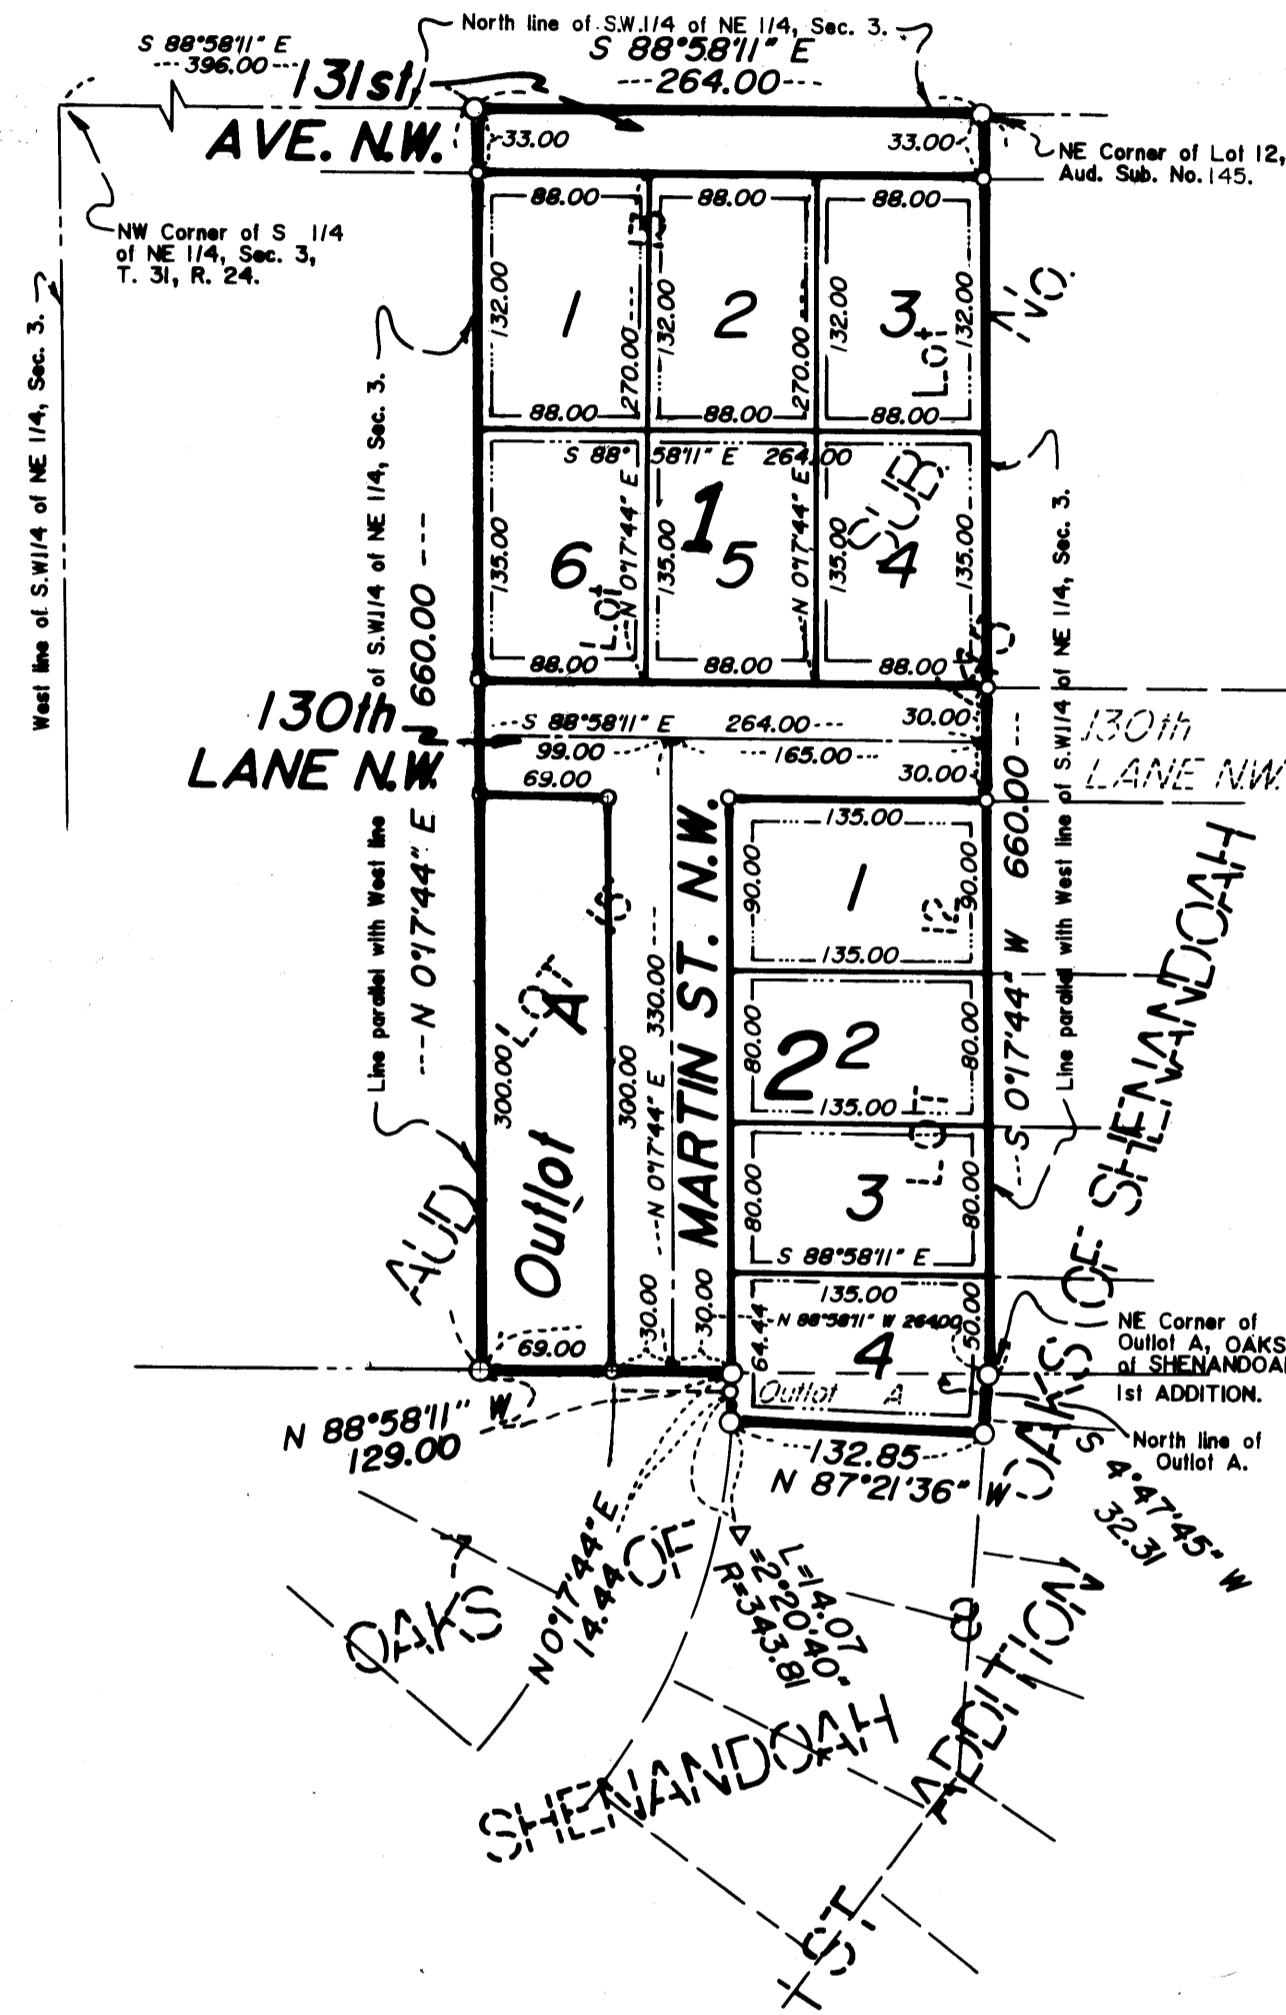 North line of S.W.1/4 of NE 1/4, Sec. 3.
S 88°58'11" E
396.00
S 88°58'11" E
264.00
131st
AVE. N.W.
33.00
33.00
NE Corner of Lot 12,
Aud. Sub. No. 145.
NW Corner of S 1/4
of NE 1/4, Sec. 3,
T. 31, R. 24.
West line of S.W1/4 of NE 1/4, Sec. 3.
88.00
88.00
88.00
13
132.00
1
270.00
132.00
2
270.00
132.00
3
Lot
132.00
NO.
88.00
88.00
88.00
S 88°58'11" E 264.00
SUB.
135.00
6
Lot
N 0°17'44" E
135.00
1
5
N 0°17'44" E
135.00
4
135.00
88.00
88.00
88.00
Line parallel with West line of S.W1/4 of NE 1/4, Sec. 3.
N 0°17'44" E 660.00
Line parallel with West line of S.W1/4 of NE 1/4, Sec. 3.
S 0°17'44" W 660.00
130th
LANE N.W.
S 88°58'11" E 264.00
30.00
99.00
165.00
69.00
30.00
130th
LANE N.W.
135.00
90.00
1
12
90.00
135.00
80.00
2
2
80.00
135.00
LOT
80.00
3
80.00
S 88°58'11" E
135.00
N 88°58'11" W 264.00
64.44
4
50.00
Outlot A
MARTIN ST. N.W.
N 0°17'44" E 330.00
30.00
30.00
300.00
LOT
300.00
Outlot A
69.00
AUD
NE Corner of
Outlot A, OAKS
of SHENANDOAH
1st ADDITION.
North line of
Outlot A.
N 88°58'11" W
129.00
132.85
N 87°21'36" W
S 4°47'45" W
32.31
N 0°17'44" E
14.44
L=14.07
Δ=2°20'40"
R=343.81
OAKS OF
SHENANDOAH
1ST ADDITION
OAKS OF SHENANDOAH